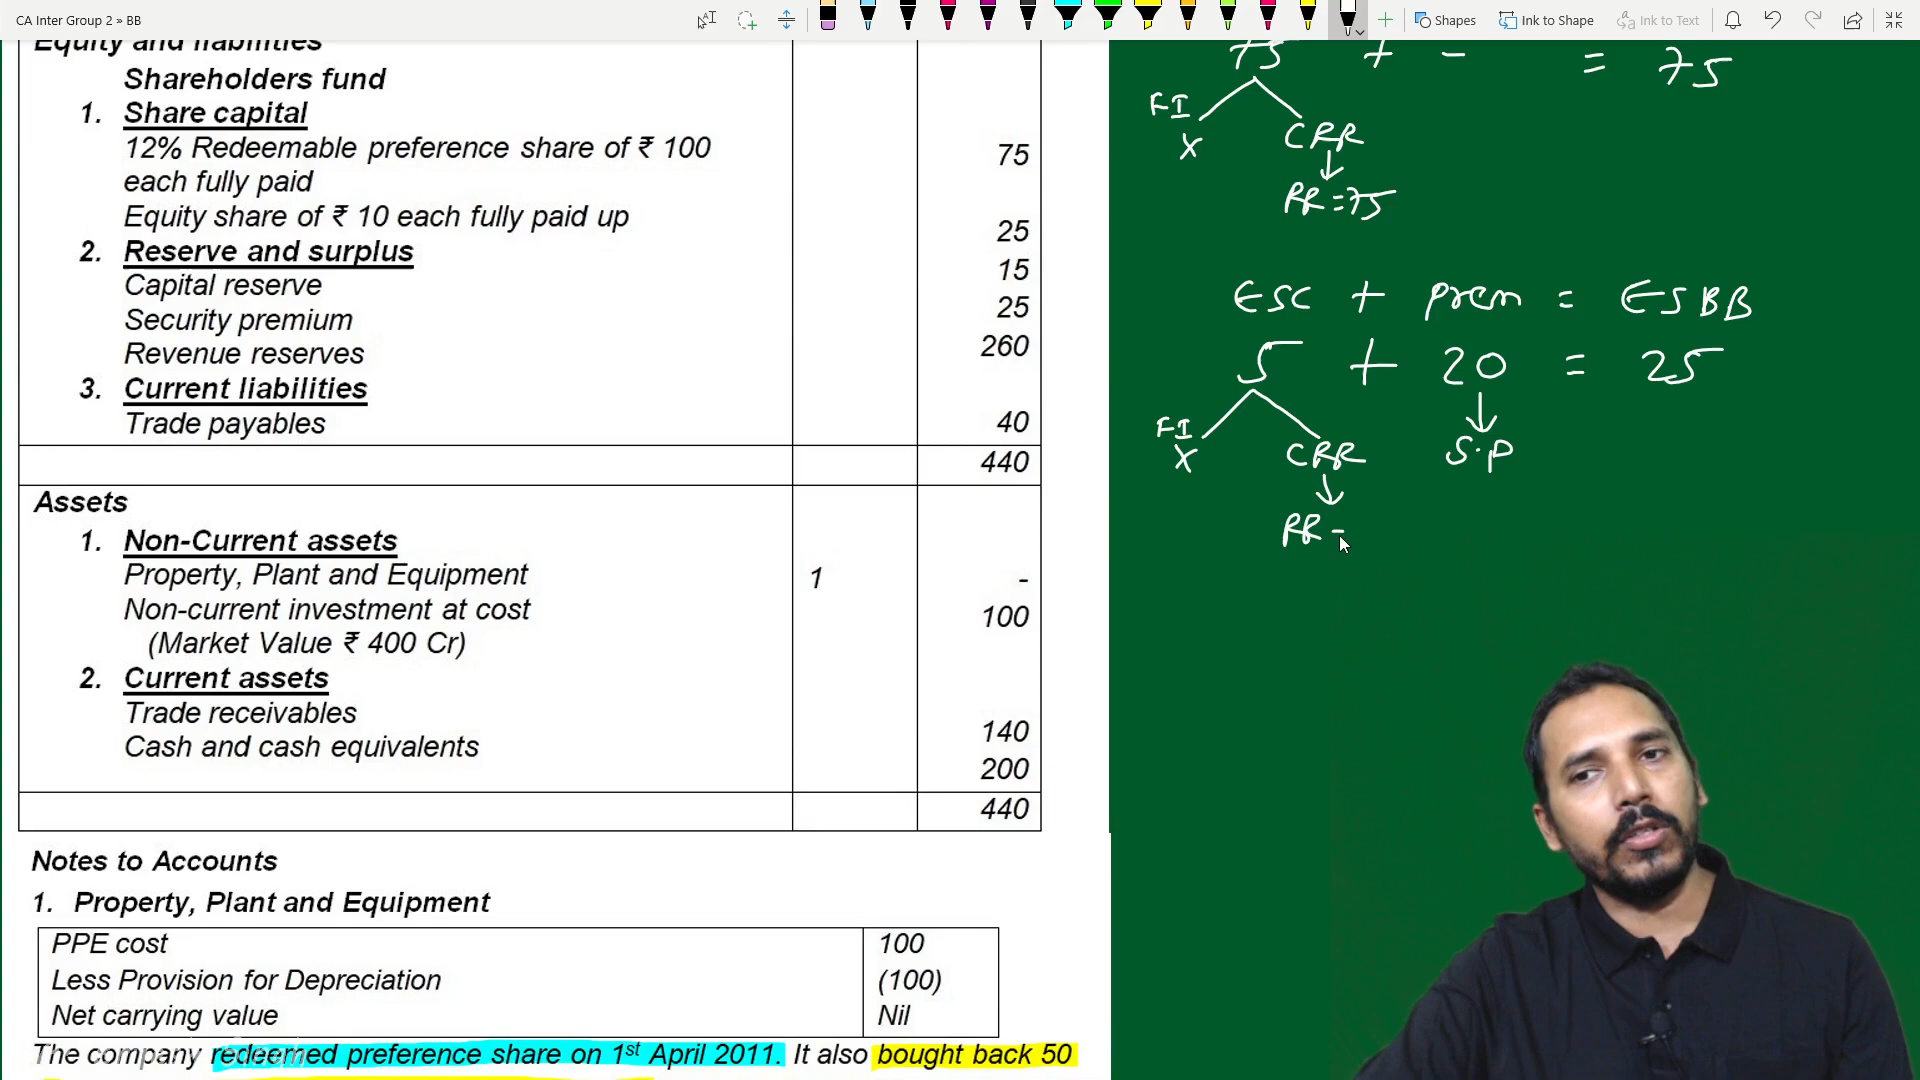 CA Inter Group 2 » BB
Shapes
Ink to Shape
Ink to Text
Equity and liabilities
Shareholders fund
1. Share capital
12% Redeemable preference share of ₹ 100 each fully paid 75
Equity share of ₹ 10 each fully paid up 25
2. Reserve and surplus
Capital reserve 15
Security premium 25
Revenue reserves 260
3. Current liabilities
Trade payables 40
440
Assets
1. Non-Current assets
Property, Plant and Equipment 1 -
Non-current investment at cost 100
(Market Value ₹ 400 Cr)
2. Current assets
Trade receivables 140
Cash and cash equivalents 200
440
Notes to Accounts
1. Property, Plant and Equipment
PPE cost 100
Less Provision for Depreciation (100)
Net carrying value Nil
The company redeemed preference share on 1st April 2011. It also bought back 50
75 + - = 75
FI CRR
X
RR = 75
ESC + prem = ESBB
5 + 20 = 25
FI CRR S.P
X
RR -